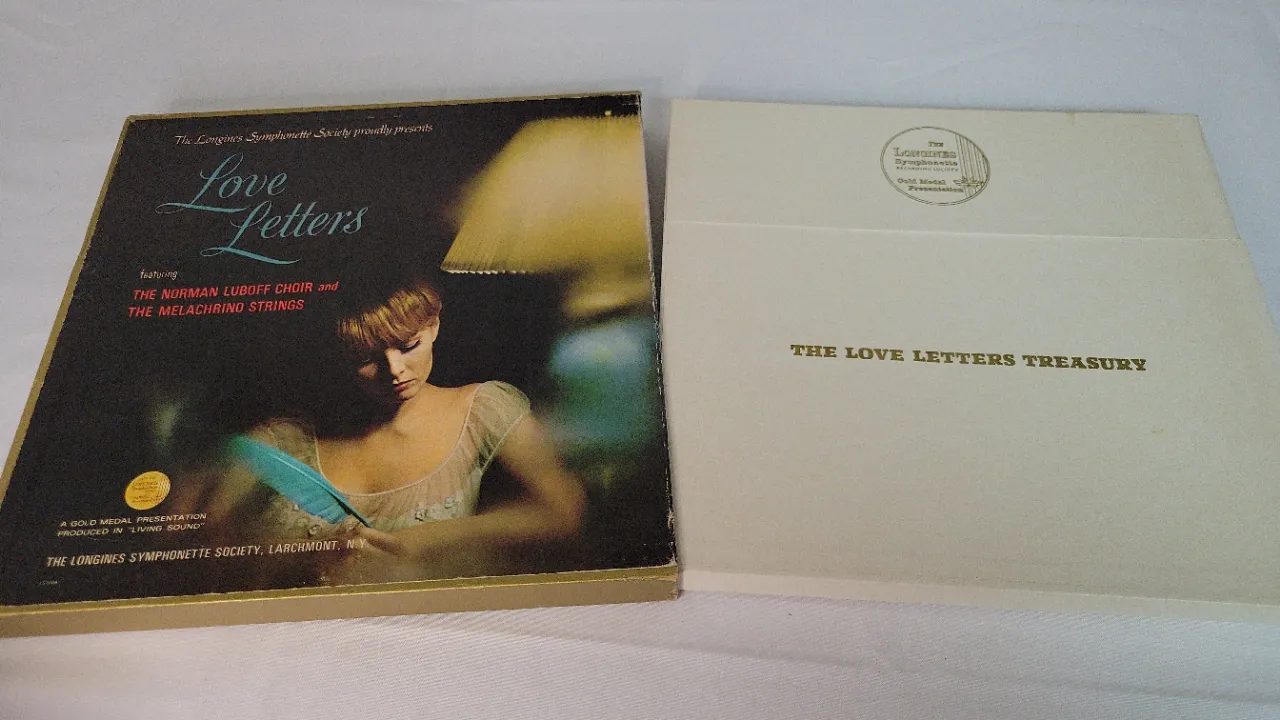 The Longines Symphonette Society proudly presents
Love
Letters
featuring
THE NORMAN LUBOFF CHOIR and
THE MELACHRINO STRINGS
A GOLD MEDAL PRESENTATION
PRODUCED IN "LIVING SOUND"
THE LONGINES SYMPHONETTE SOCIETY, LARCHMONT, N.Y.
THE
LONGINES
Symphonette
RECORDING SOCIETY
Gold Medal
Presentation
THE LOVE LETTERS TREASURY